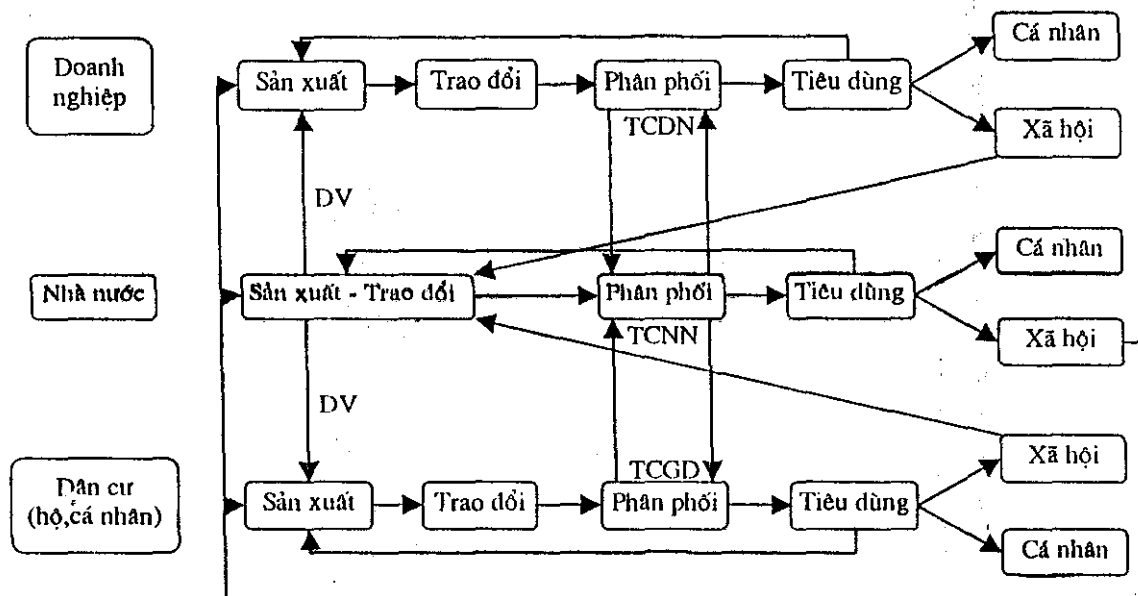 Doanh
nghiệp
Sản xuất
Trao đổi
Phân phối
Tiêu dùng
Cá nhân
TCDN
Xã hội
DV
Nhà nước
Sản xuất - Trao đổi
Phân phối
Tiêu dùng
Cá nhân
TCNN
Xã hội
DV
Dân cư
(hộ,cá nhân)
TCGD
Sản xuất
Trao đổi
Phân phối
Tiêu dùng
Xã hội
Cá nhân